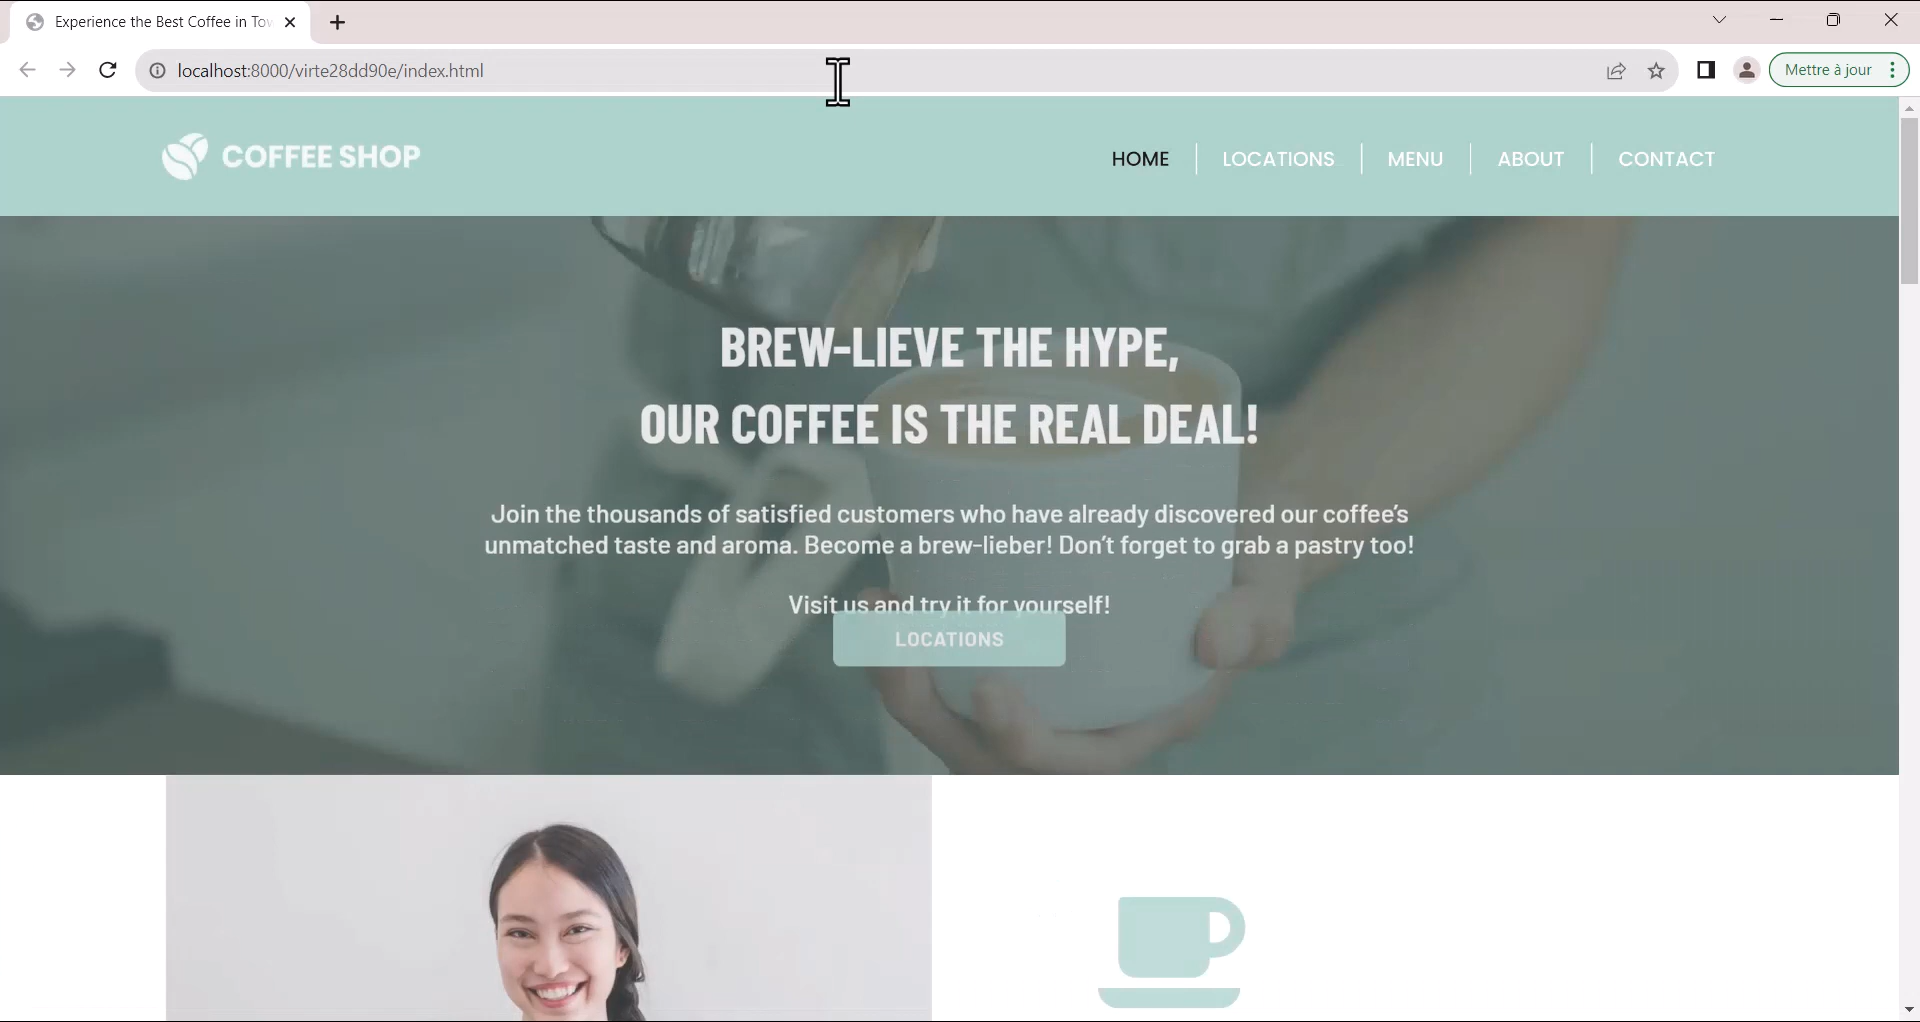 Experience the Best Coffee in Tow
localhost:8000/virte28dd90e/index.html
Mettre à jour
COFFEE SHOP
HOME
LOCATIONS
MENU
ABOUT
CONTACT
BREW-LIEVE THE HYPE,
OUR COFFEE IS THE REAL DEAL!
Join the thousands of satisfied customers who have already discovered our coffee's
unmatched taste and aroma. Become a brew-lieber! Don't forget to grab a pastry too!
Visit us and try it for yourself!
LOCATIONS